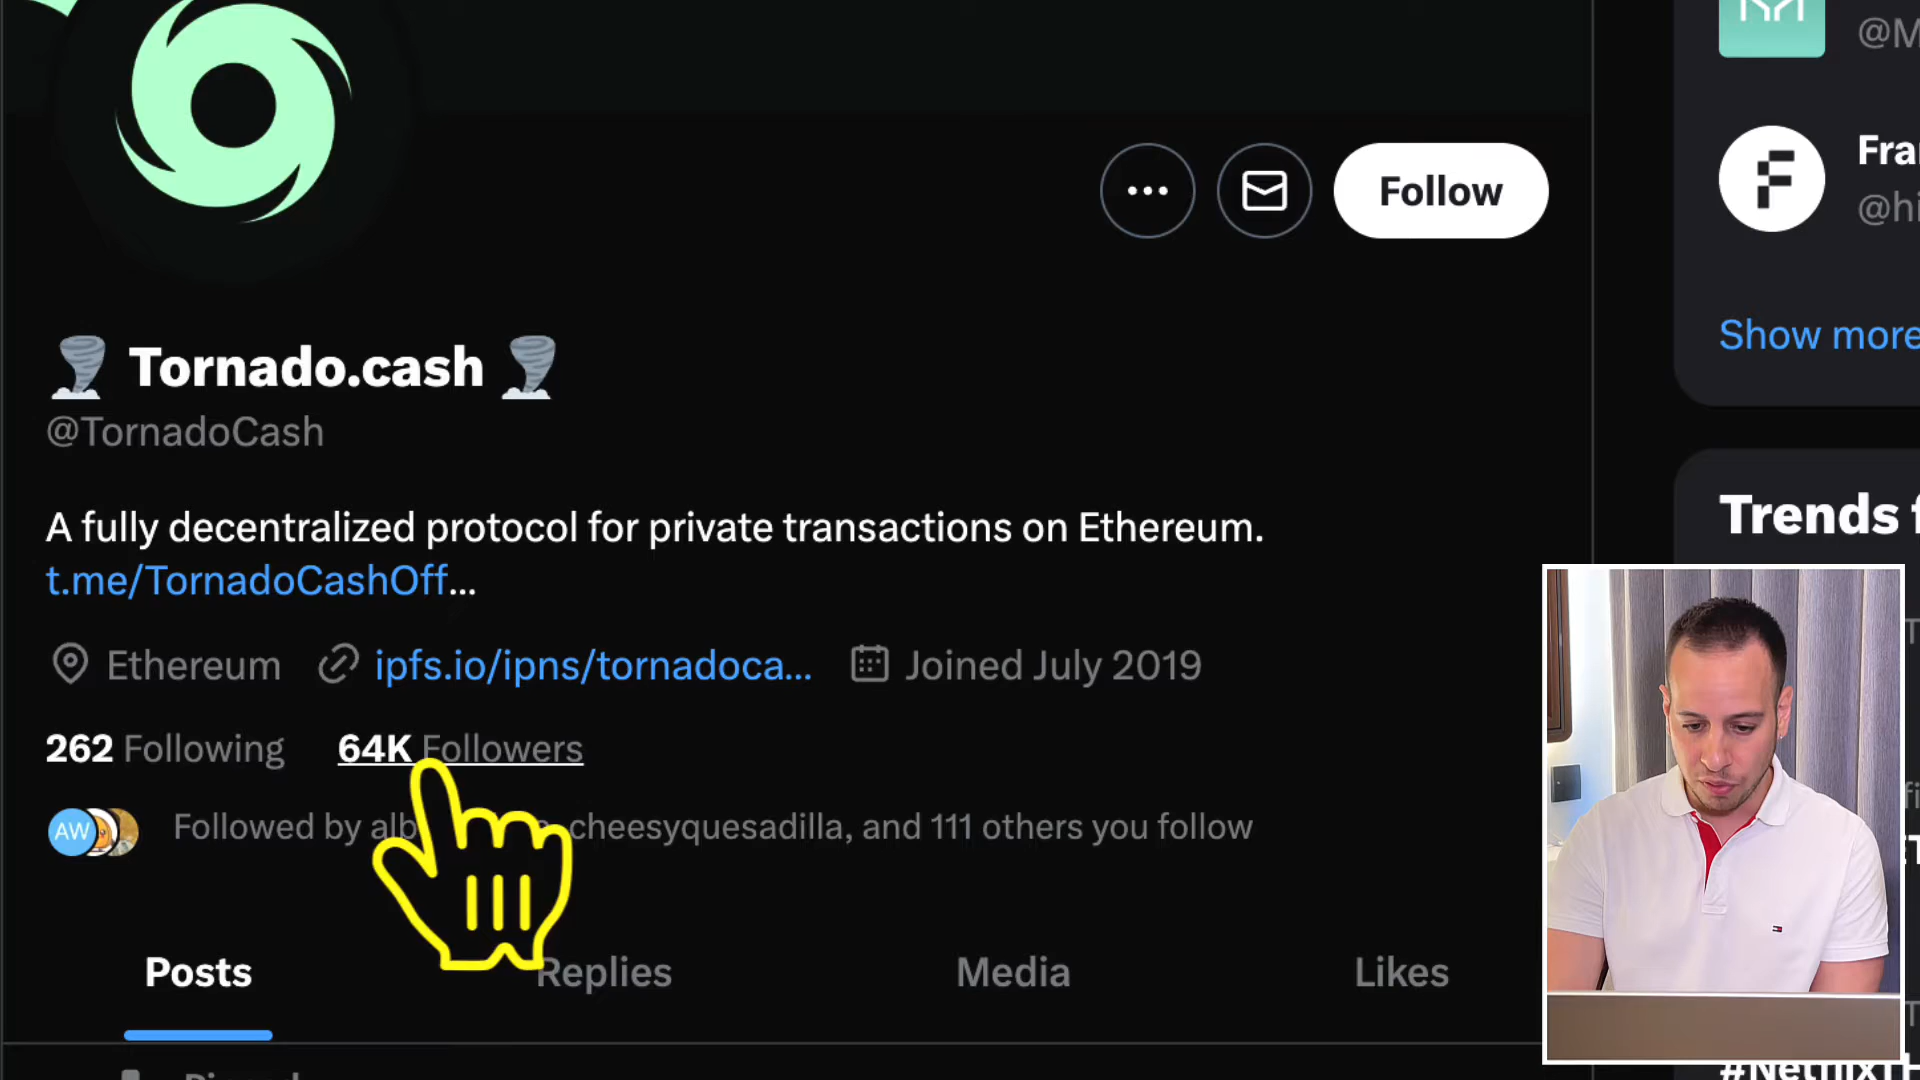 @M
Follow
Fra
@hi
Show more
Tornado.cash
@TornadoCash
A fully decentralized protocol for private transactions on Ethereum.
t.me/TornadoCashOff...
Trends f
Ethereum ipfs.io/ipns/tornadoca... Joined July 2019
262 Following 64K Followers
AW Followed by alb cheesyquesadilla, and 111 others you follow
Posts Replies Media Likes